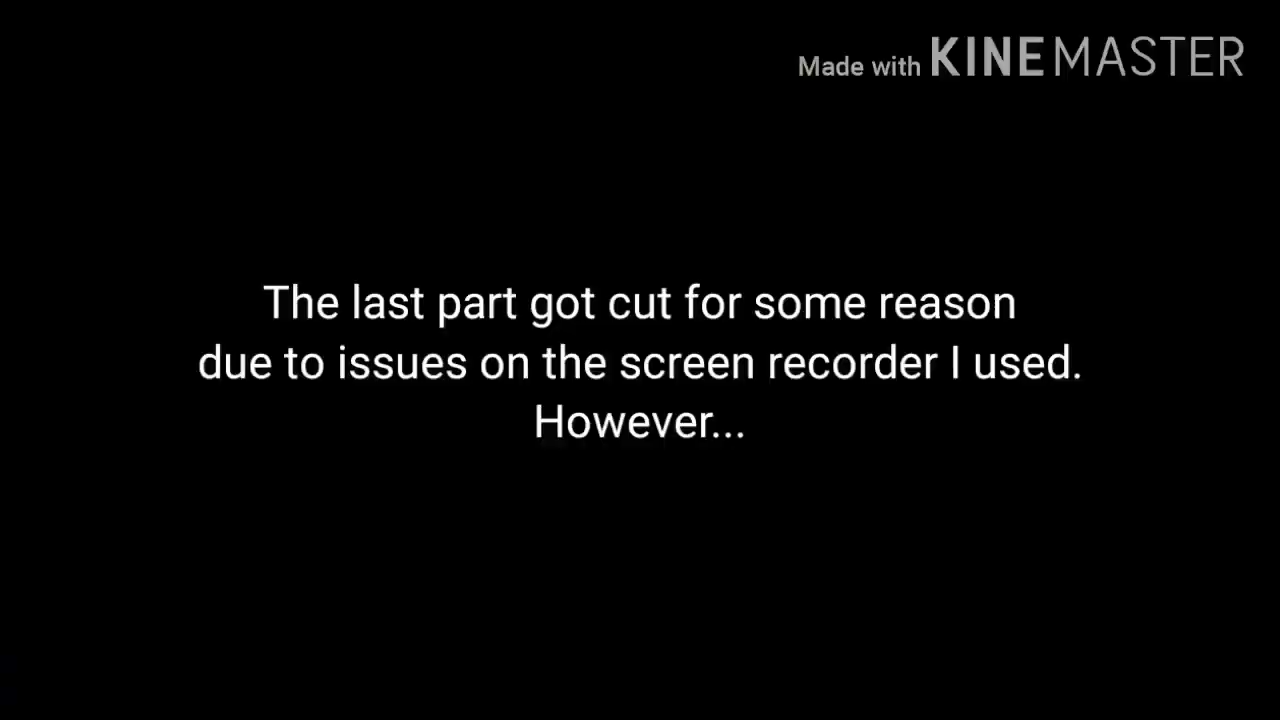 Made with KINEMASTER
The last part got cut for some reason
due to issues on the screen recorder I used.
However...